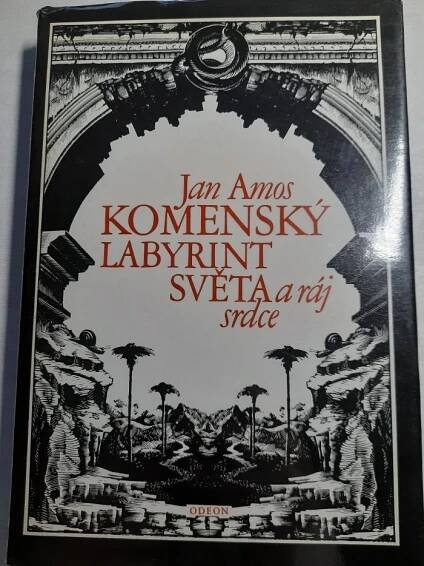 Jan Amos
KOMENSKÝ
LABYRINT
SVĚTA a ráj
srdce
ODEON